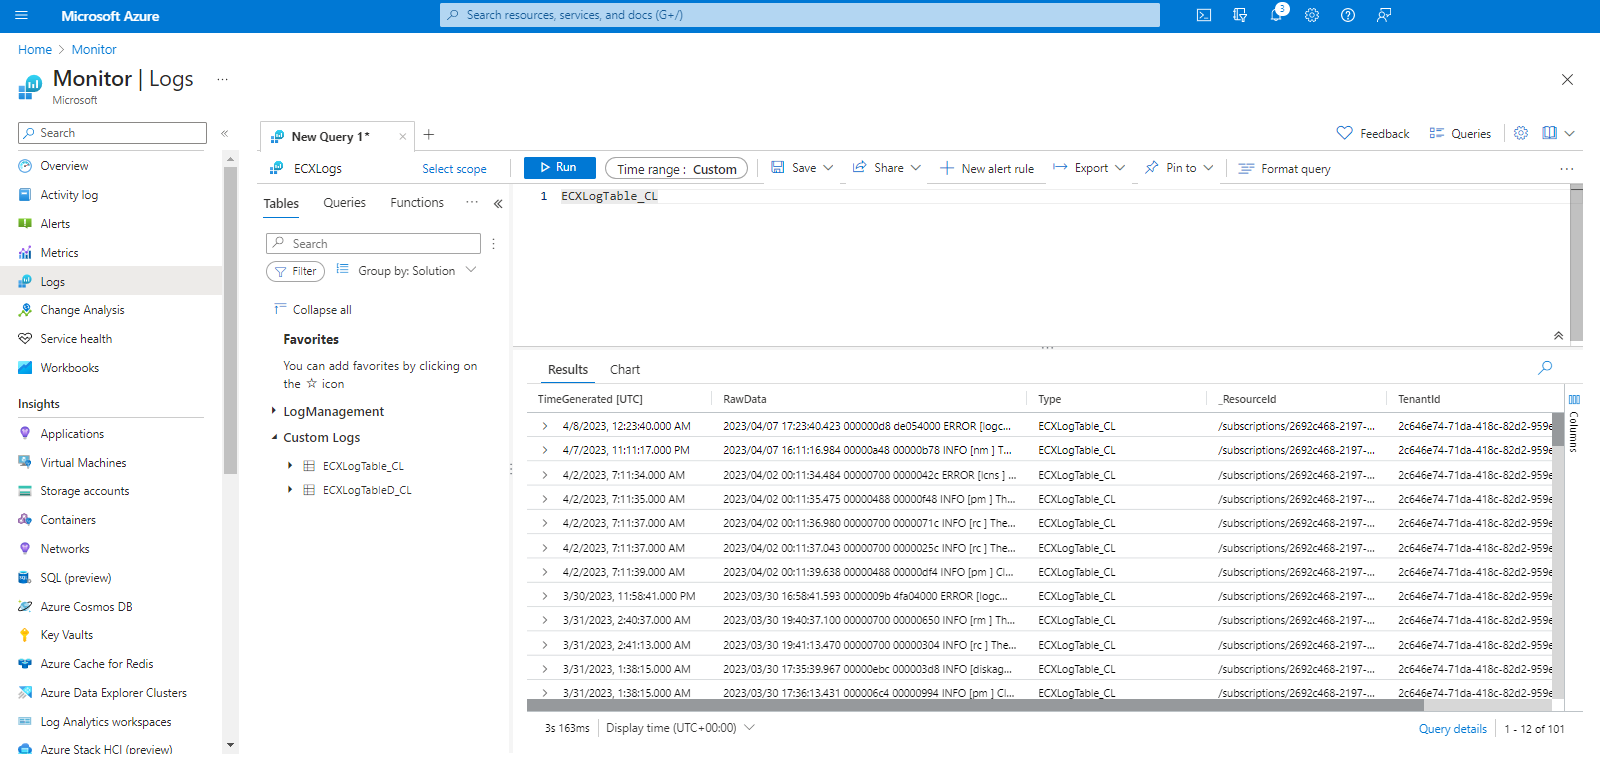 Microsoft Azure
Search resources, services, and docs (G+/)
3
Home > Monitor
Monitor | Logs ...
Microsoft
Search
«
Overview
Activity log
Alerts
Metrics
Logs
Change Analysis
Service health
Workbooks
Insights
Applications
Virtual Machines
Storage accounts
Containers
Networks
SQL (preview)
Azure Cosmos DB
Key Vaults
Azure Cache for Redis
Azure Data Explorer Clusters
Log Analytics workspaces
Azure Stack HCI (preview)
New Query 1*
Feedback
Queries
ECXLogs
Select scope
Run
Time range : Custom
Save
Share
New alert rule
Export
Pin to
Format query
...
Tables Queries Functions ... «
Search
Filter
Group by: Solution
Collapse all
Favorites
You can add favorites by clicking on
the ☆ icon
LogManagement
Custom Logs
ECXLogTable_CL
ECXLogTableD_CL
1 ECXLogTable_CL
Results Chart
TimeGenerated [UTC] RawData Type _ResourceId TenantId
4/8/2023, 12:23:40.000 AM 2023/04/07 17:23:40.423 000000d8 de054000 ERROR [logc... ECXLogTable_CL /subscriptions/2692c468-2197-... 2c646e74-71da-418c-82d2-959e
4/7/2023, 11:11:17.000 PM 2023/04/07 16:11:16.984 00000a48 00000b78 INFO [nm ] T... ECXLogTable_CL /subscriptions/2692c468-2197-... 2c646e74-71da-418c-82d2-959e
4/2/2023, 7:11:34.000 AM 2023/04/02 00:11:34.484 00000700 0000042c ERROR [lcns ] ... ECXLogTable_CL /subscriptions/2692c468-2197-... 2c646e74-71da-418c-82d2-959e
4/2/2023, 7:11:35.000 AM 2023/04/02 00:11:35.475 00000488 00000f48 INFO [pm ] Th... ECXLogTable_CL /subscriptions/2692c468-2197-... 2c646e74-71da-418c-82d2-959e
4/2/2023, 7:11:37.000 AM 2023/04/02 00:11:36.980 00000700 0000071c INFO [rc ] The... ECXLogTable_CL /subscriptions/2692c468-2197-... 2c646e74-71da-418c-82d2-959e
4/2/2023, 7:11:37.000 AM 2023/04/02 00:11:37.043 00000700 0000025c INFO [rc ] The... ECXLogTable_CL /subscriptions/2692c468-2197-... 2c646e74-71da-418c-82d2-959e
4/2/2023, 7:11:39.000 AM 2023/04/02 00:11:39.638 00000488 00000df4 INFO [pm ] Cl... ECXLogTable_CL /subscriptions/2692c468-2197-... 2c646e74-71da-418c-82d2-959e
3/30/2023, 11:58:41.000 PM 2023/03/30 16:58:41.593 0000009b 4fa04000 ERROR [logc... ECXLogTable_CL /subscriptions/2692c468-2197-... 2c646e74-71da-418c-82d2-959e
3/31/2023, 2:40:37.000 AM 2023/03/30 19:40:37.100 00000700 00000650 INFO [rm ] Th... ECXLogTable_CL /subscriptions/2692c468-2197-... 2c646e74-71da-418c-82d2-959e
3/31/2023, 2:41:13.000 AM 2023/03/30 19:41:13.470 00000700 00000304 INFO [rc ] The... ECXLogTable_CL /subscriptions/2692c468-2197-... 2c646e74-71da-418c-82d2-959e
3/31/2023, 1:38:15.000 AM 2023/03/30 17:35:39.967 00000ebc 000003d8 INFO [diskag... ECXLogTable_CL /subscriptions/2692c468-2197-... 2c646e74-71da-418c-82d2-959e
3/31/2023, 1:38:15.000 AM 2023/03/30 17:36:13.431 000006c4 00000994 INFO [pm ] Cl... ECXLogTable_CL /subscriptions/2692c468-2197-... 2c646e74-71da-418c-82d2-959e
Columns
3s 163ms
Display time (UTC+00:00)
Query details
1 - 12 of 101